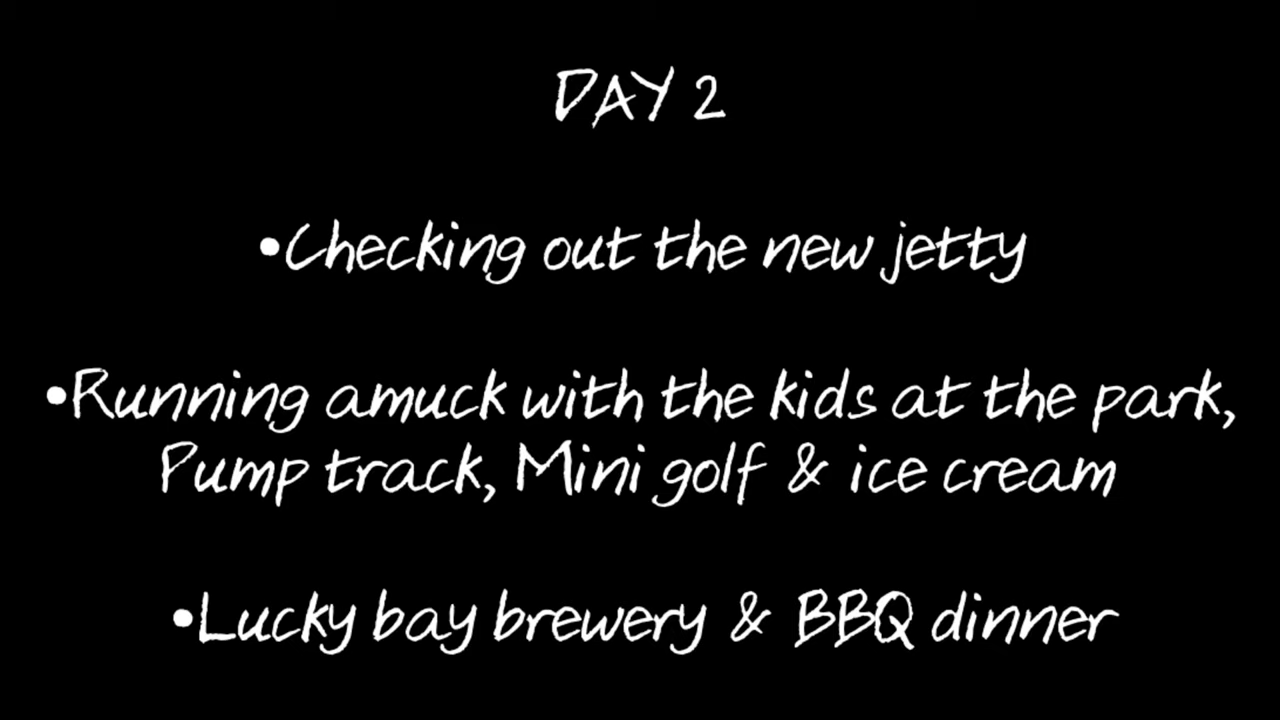 DAY 2
•Checking out the new jetty
•Running amuck with the kids at the park,
Pump track, Mini golf & ice cream
•Lucky bay brewery & BBQ dinner